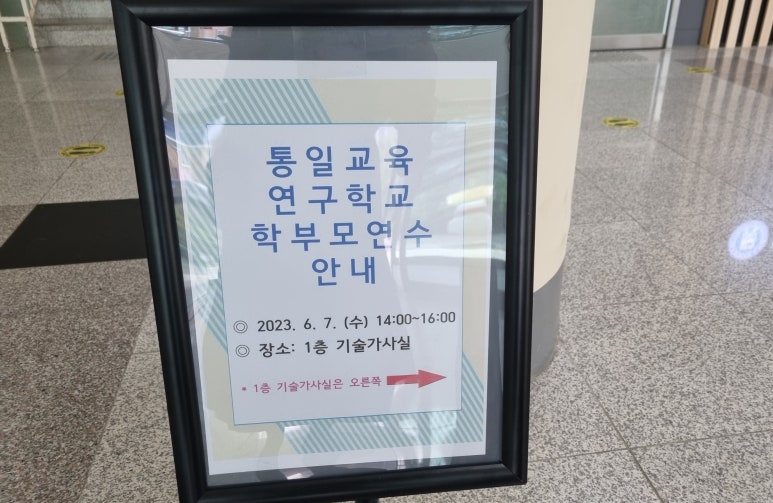 통일교육
연구학교
학부모연수
안내
◎ 2023. 6. 7. (수) 14:00~16:00
◎ 장소: 1층 기술가사실
* 1층 기술가사실은 오른쪽